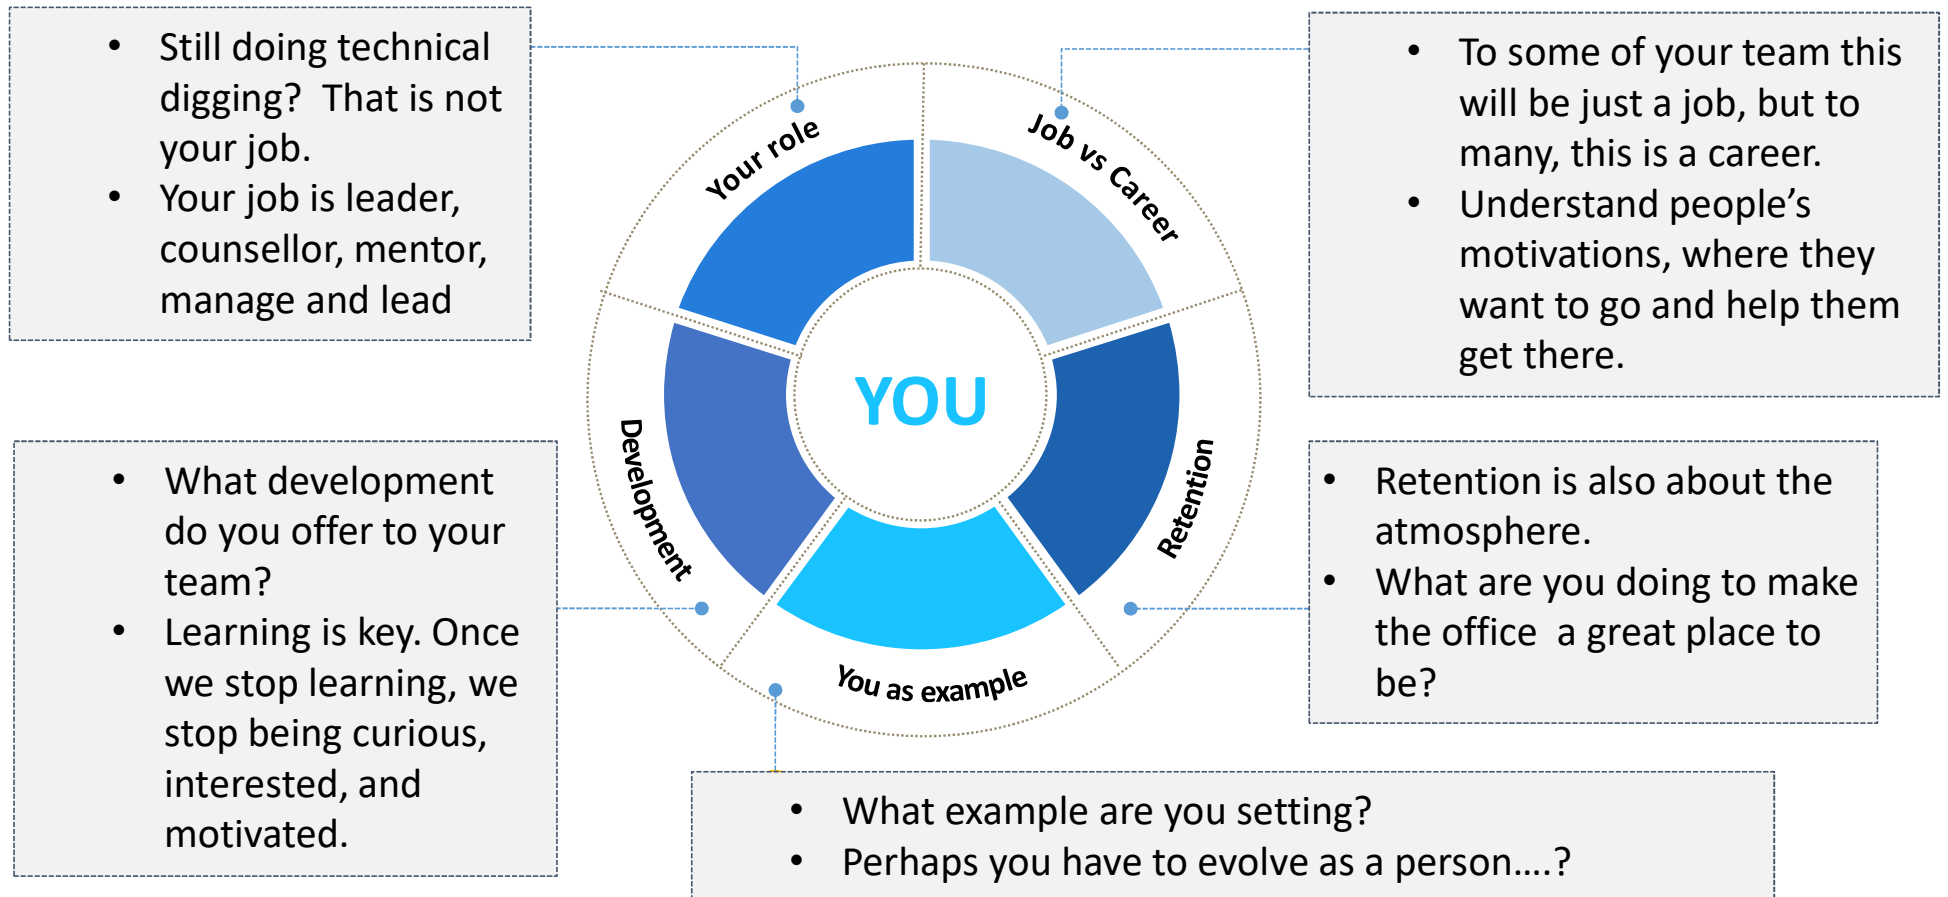 • Still doing technical
digging? That is not
your job.
• Your job is leader,
counsellor, mentor,
manage and lead
Your role
Job vs Career
• To some of your team this
will be just a job, but to
many, this is a career.
• Understand people’s
motivations, where they
want to go and help them
get there.
YOU
Development
• What development
do you offer to your
team?
• Learning is key. Once
we stop learning, we
stop being curious,
interested, and
motivated.
Retention
• Retention is also about the
atmosphere.
• What are you doing to make
the office  a great place to
be?
You as example
• What example are you setting?
• Perhaps you have to evolve as a person....?